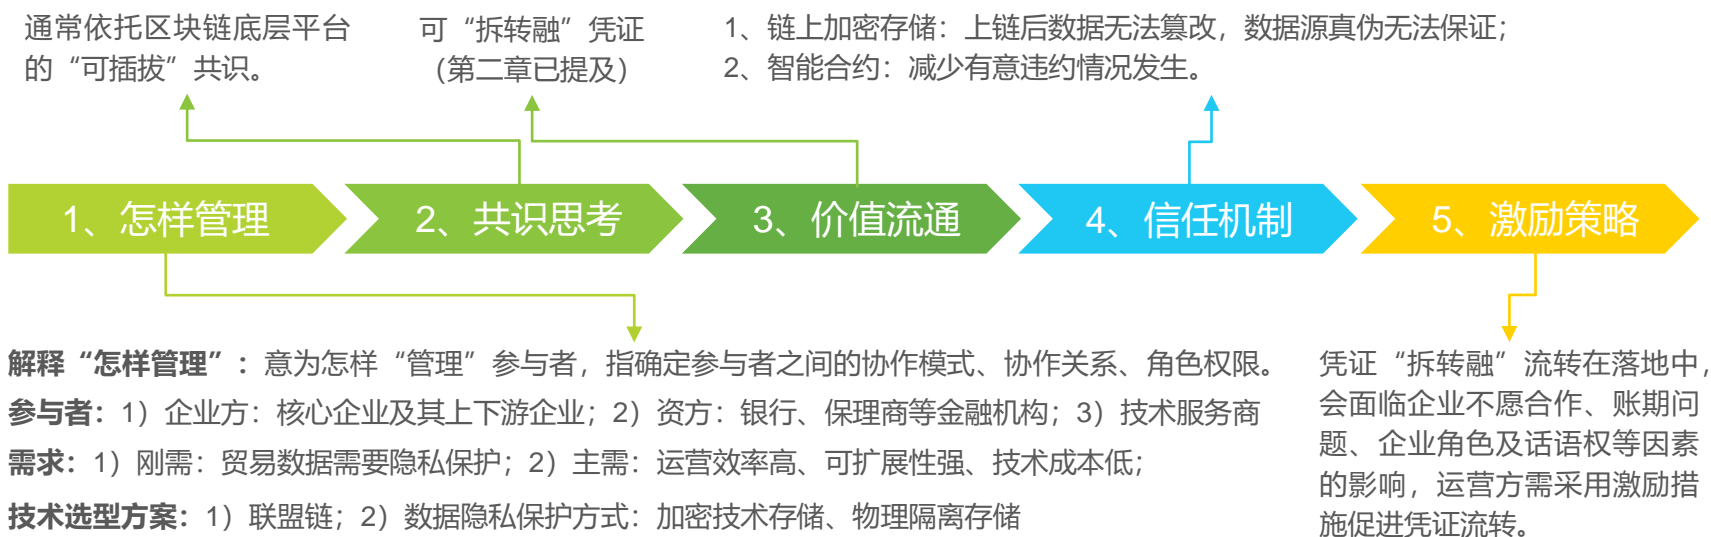 通常依托区块链底层平台
的“可插拔”共识。
可“拆转融”凭证
（第二章已提及）
1、链上加密存储：上链后数据无法篡改，数据源真伪无法保证；
2、智能合约：减少有意违约情况发生。
1、怎样管理
2、共识思考
3、价值流通
4、信任机制
5、激励策略
解释“怎样管理”：意为怎样“管理”参与者，指确定参与者之间的协作模式、协作关系、角色权限。
参与者：1）企业方：核心企业及其上下游企业；2）资方：银行、保理商等金融机构；3）技术服务商
需求：1）刚需：贸易数据需要隐私保护；2）主需：运营效率高、可扩展性强、技术成本低；
技术选型方案：1）联盟链；2）数据隐私保护方式：加密技术存储、物理隔离存储
凭证“拆转融”流转在落地中，
会面临企业不愿合作、账期问
题、企业角色及话语权等因素
的影响，运营方需采用激励措
施促进凭证流转。